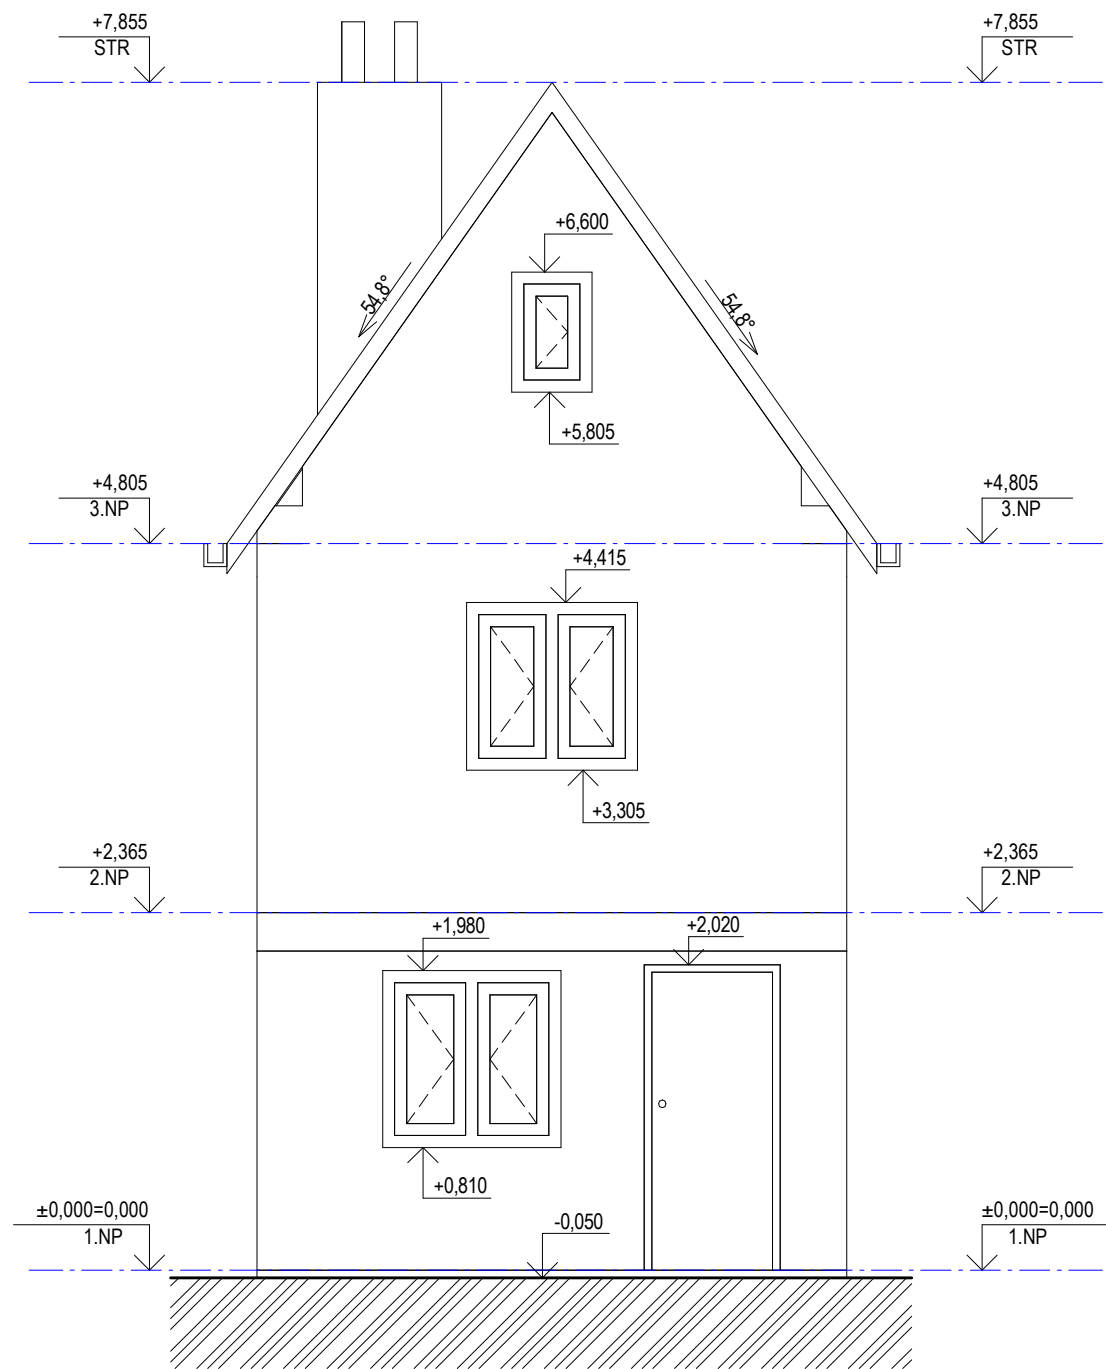 +7,855
STR
+7,855
STR
+6,600
54,8°
54,8°
+5,805
+4,805
3.NP
+4,805
3.NP
+4,415
+3,305
+2,365
2.NP
+2,365
2.NP
+1,980
+2,020
+0,810
±0,000=0,000
1.NP
-0,050
±0,000=0,000
1.NP